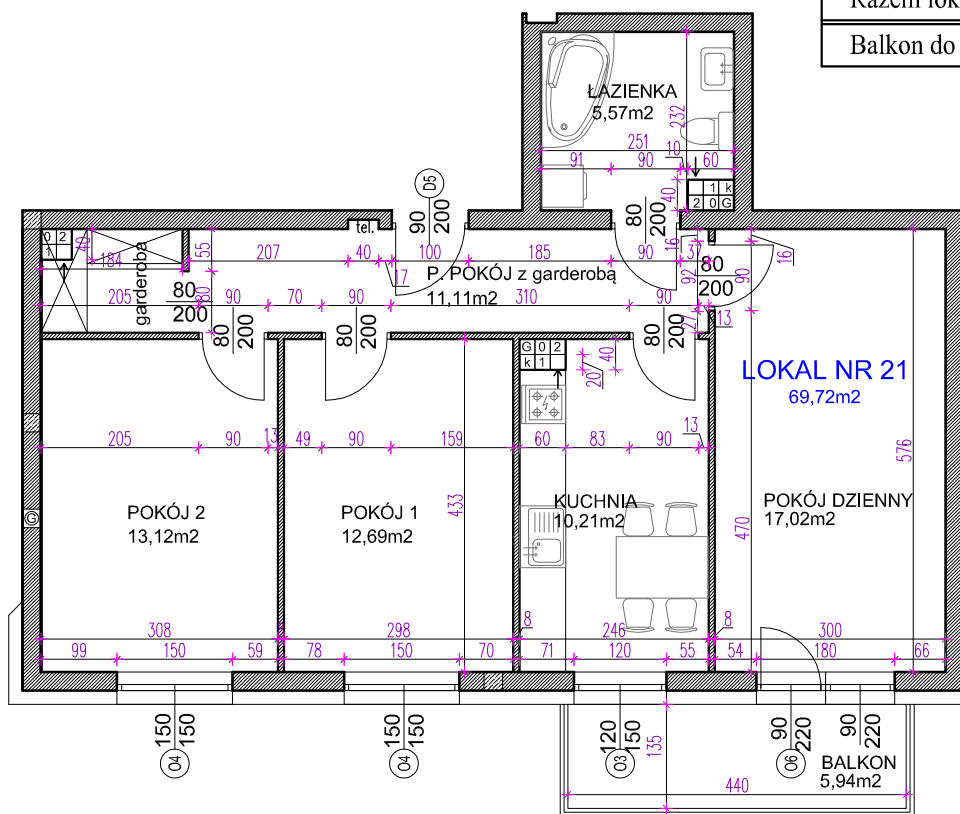 Razem lok
Balkon do
ŁAZIENKA
5,57m2
232
251
91 90 10 60
40
1 k
2 0 G
D5
90
200
80
200
tel.
0 2
1
40
184
garderoba
55
207 40 100 185 90 37
16
92
80
200
90
16
17
P. POKÓJ z garderobą
11,11m2
205
80
200
80
90 70 90 310 90
27
13
80
200
80
200
80
200
G 0 2
k 1
40
20
LOKAL NR 21
69,72m2
205 90 13 49 90 159 60 83 90 13
576
G
POKÓJ 2
13,12m2
POKÓJ 1
12,69m2
433
KUCHNIA
10,21m2
470
POKÓJ DZIENNY
17,02m2
308 298 8 246 8 300
99 150 59 78 150 70 71 120 55 54 180 66
150
150
04
150
150
04
120
150
03
135
90
220
06
90
220
BALKON
5,94m2
440